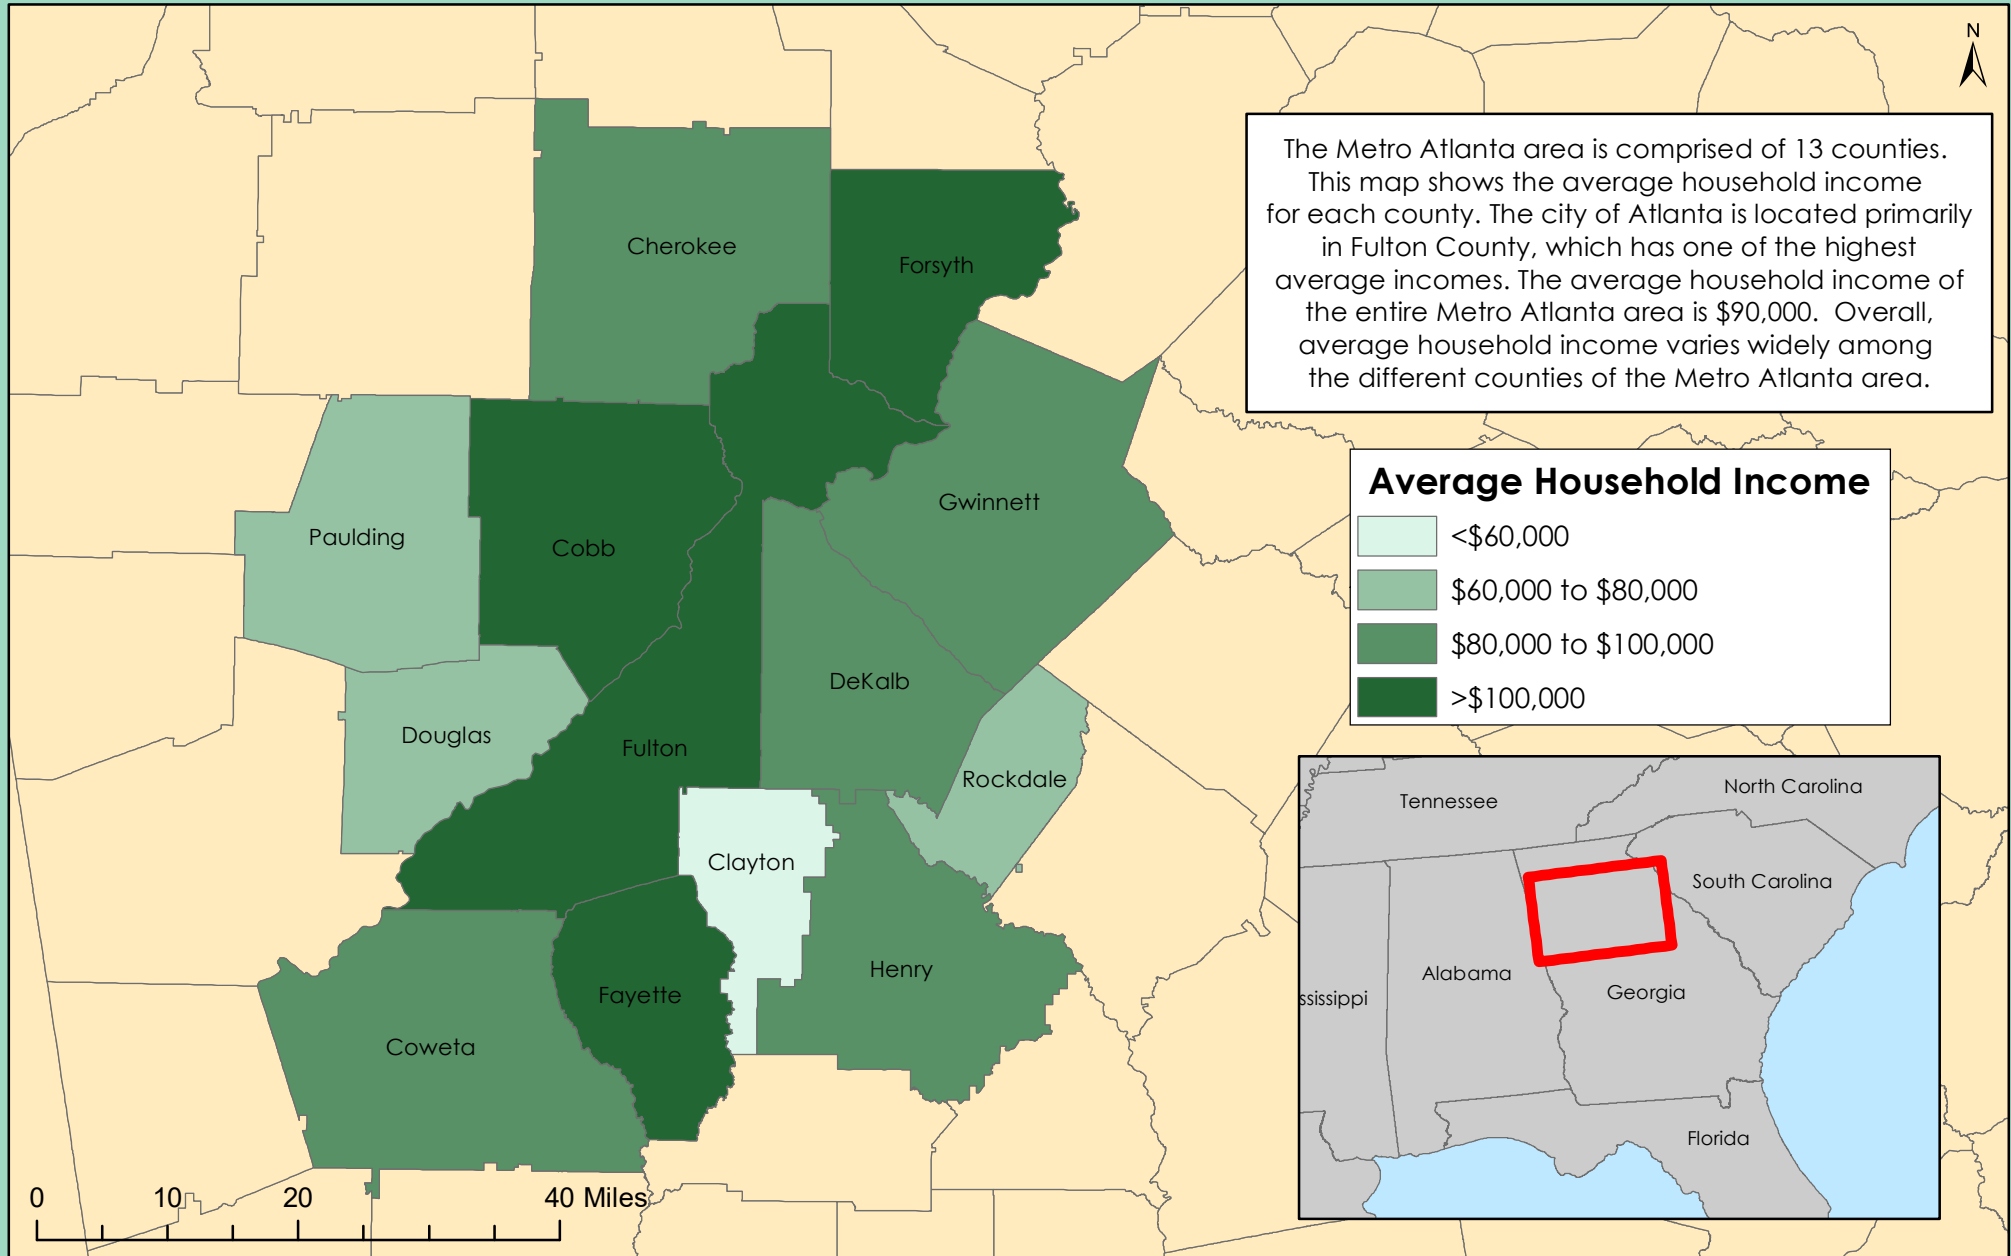 N
The Metro Atlanta area is comprised of 13 counties.
This map shows the average household income
for each county. The city of Atlanta is located primarily
in Fulton County, which has one of the highest
average incomes. The average household income of
the entire Metro Atlanta area is $90,000.  Overall,
average household income varies widely among
the different counties of the Metro Atlanta area.
Cherokee
Forsyth
Gwinnett
Paulding
Cobb
DeKalb
Douglas
Fulton
Rockdale
Clayton
Henry
Fayette
Coweta
Average Household Income
<$60,000
$60,000 to $80,000
$80,000 to $100,000
>$100,000
North Carolina
Tennessee
South Carolina
Alabama
Georgia
ssissippi
Florida
0 10 20 40 Miles